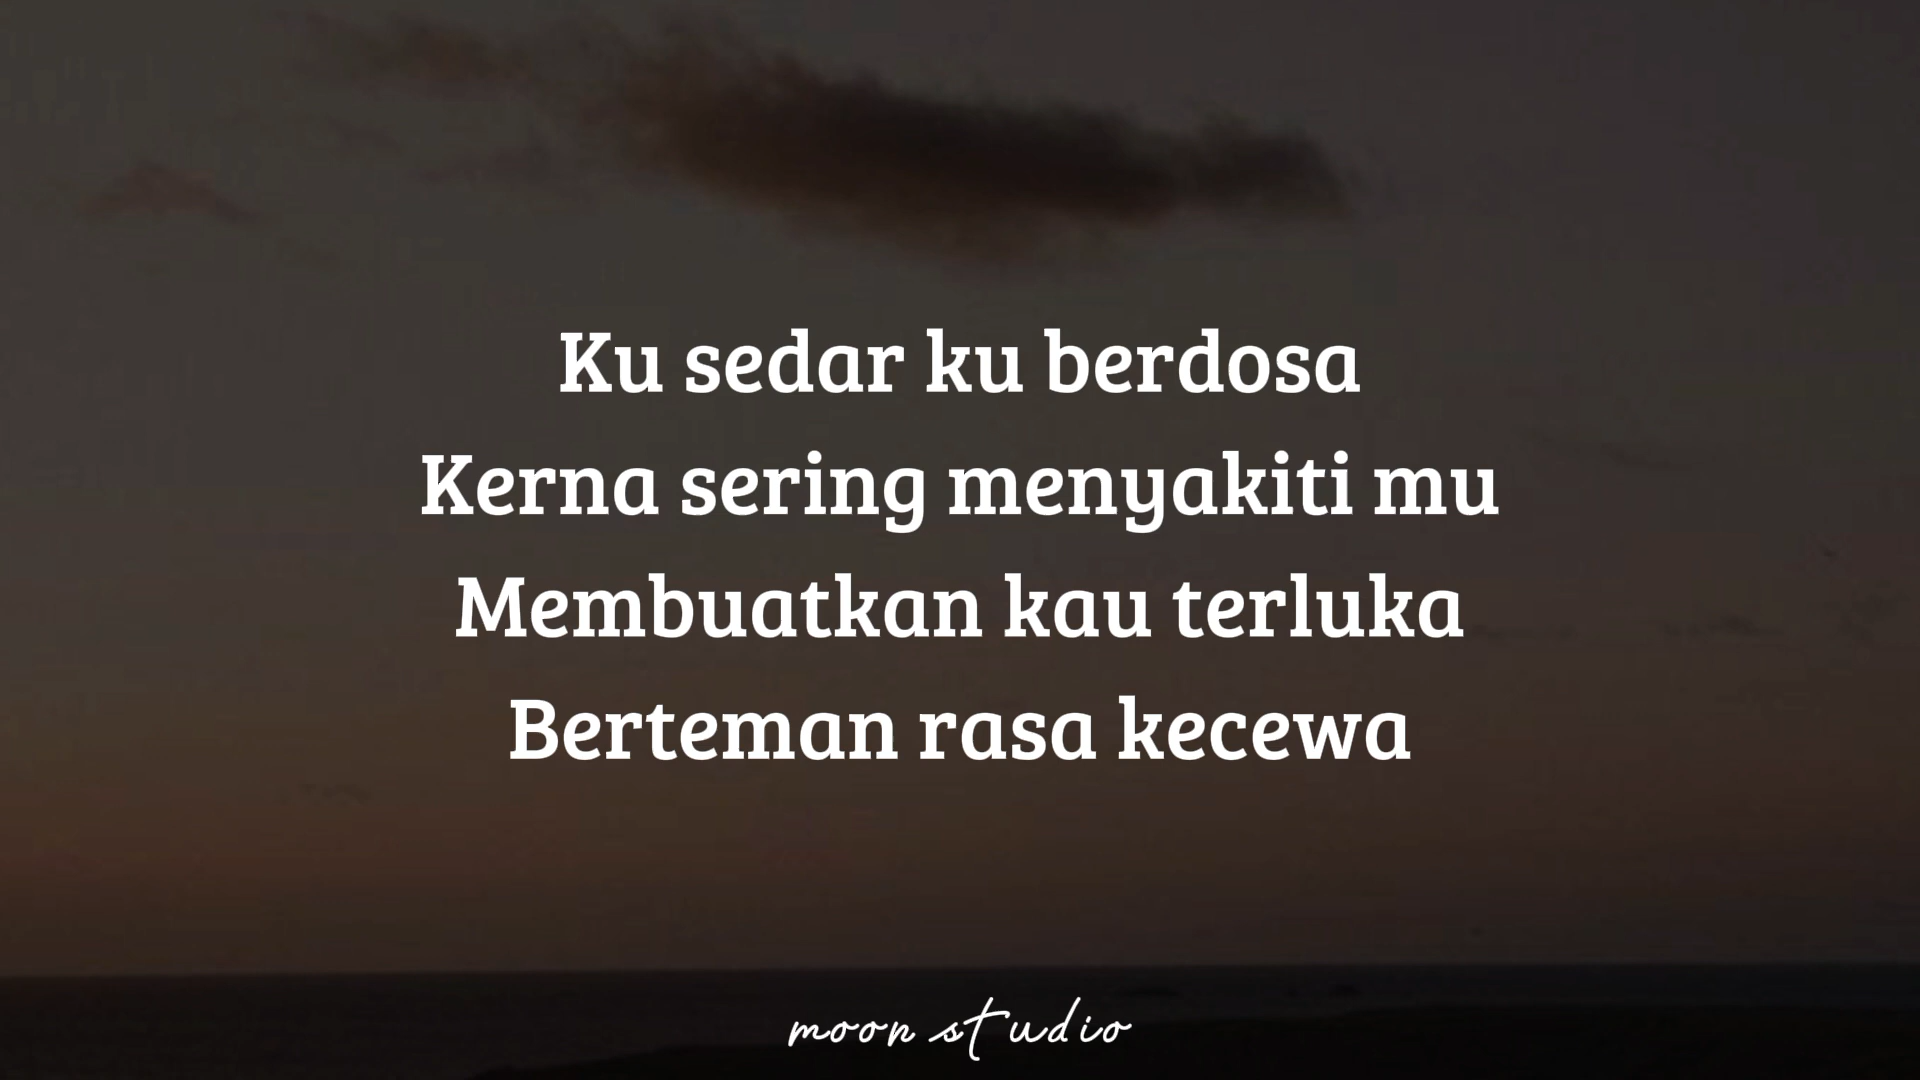 Ku sedar ku berdosa
Kerna sering menyakiti mu
Membuatkan kau terluka
Berteman rasa kecewa
moon studio